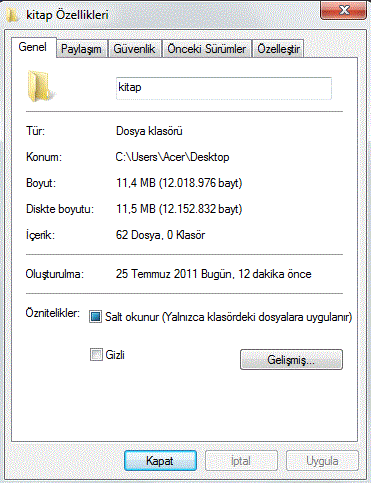 kitap Özellikleri
Genel Paylaşım Güvenlik Önceki Sürümler Özelleştir
kitap
Tür: Dosya klasörü
Konum: C:\Users\Acer\Desktop
Boyut: 11,4 MB (12.018.976 bayt)
Diskte boyutu: 11,5 MB (12.152.832 bayt)
İçerik: 62 Dosya, 0 Klasör
Oluşturulma: 25 Temmuz 2011 Bugün, 12 dakika önce
Öznitelikler: Salt okunur (Yalnızca klasördeki dosyalara uygulanır)
Gizli Gelişmiş...
Kapat İptal Uygula